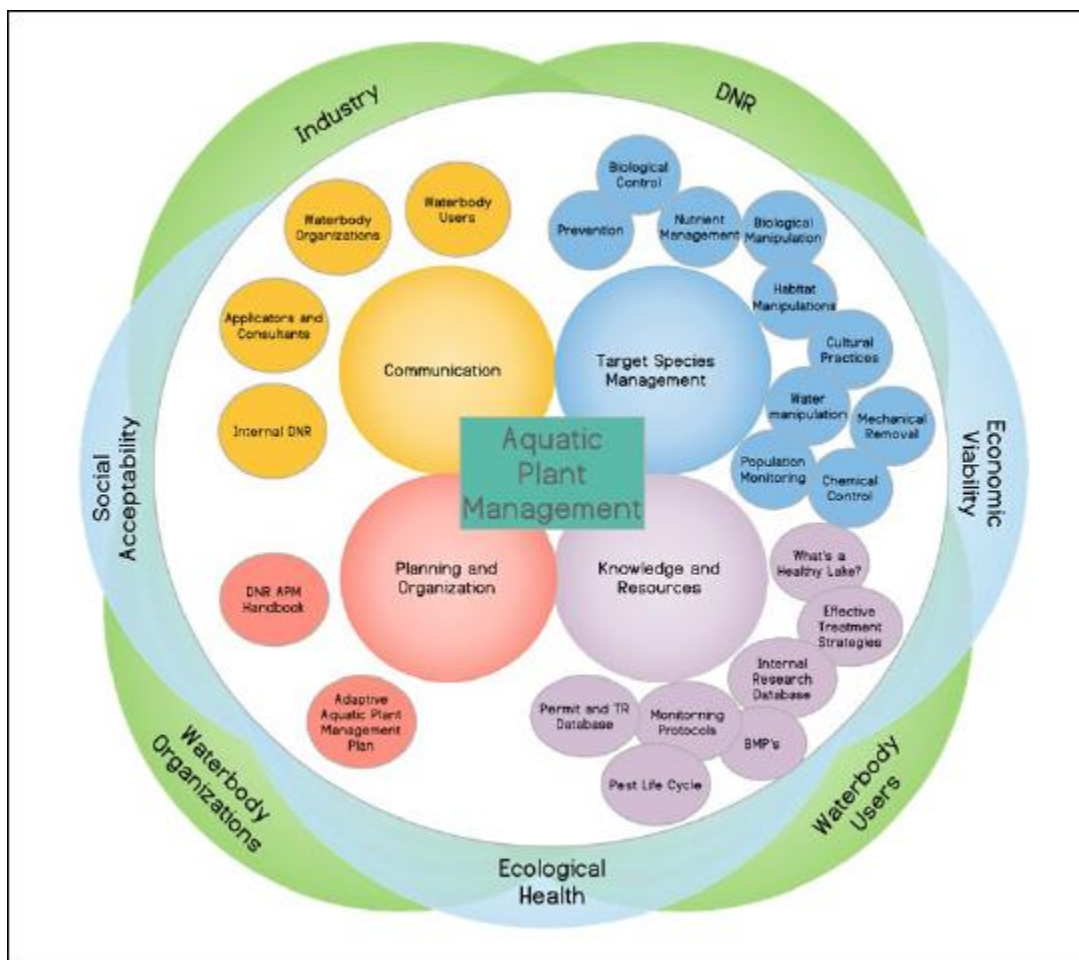 Industry
DNR
Biological
Control
Waterbody
Users
Waterbody
Organizations
Prevention
Nutrient
Management
Biological
Manipulation
Habitat
Manipulations
Applicators and
Consultants
Cultural
Practices
Communication
Target Species
Management
Water
manipulation
Mechanical
Removal
Internal DNR
Population
Monitoring
Chemical
Control
Social
Acceptability
Economic
Viability
Aquatic
Plant
Management
What's a
Healthy Lake?
Planning and
Organization
Knowledge and
Resources
DNR APM
Handbook
Effective
Treatment
Strategies
Internal
Research
Database
Adaptive
Aquatic Plant
Management
Plan
Permit and TR
Database
Monitorning
Protocols
BMP's
Pest Life Cycle
Waterbody
Organizations
Waterbody
Users
Ecological
Health